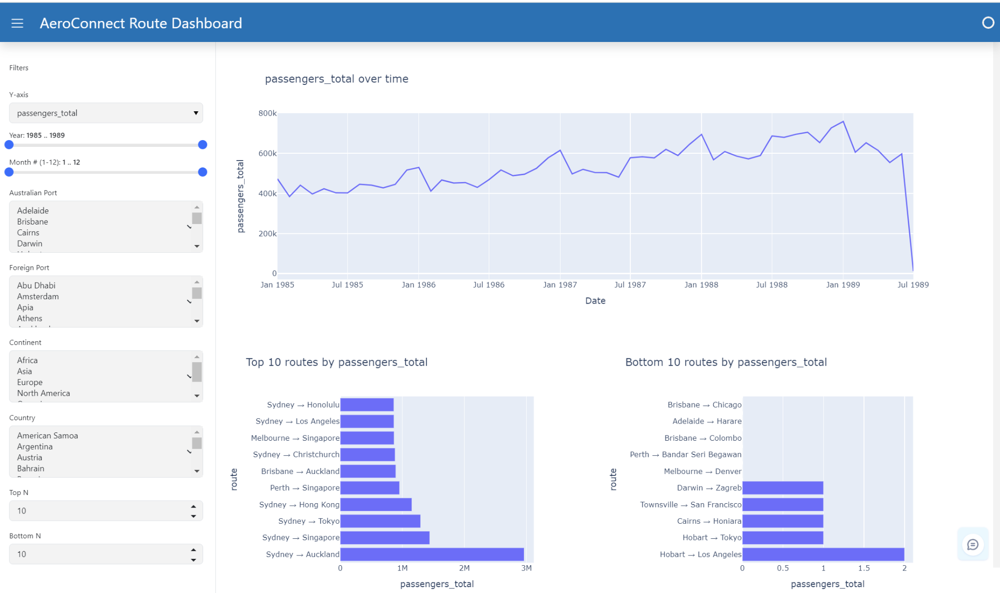 AeroConnect Route Dashboard
Filters
Y-axis
passengers_total
Year: 1985 .. 1989
Month # (1-12): 1 .. 12
Australian Port
Adelaide
Brisbane
Cairns
Darwin
Foreign Port
Abu Dhabi
Amsterdam
Apia
Athens
Continent
Africa
Asia
Europe
North America
Country
American Samoa
Argentina
Austria
Bahrain
Top N
10
Bottom N
10
passengers_total over time
passengers_total
800k
600k
400k
200k
0
Jan 1985 Jul 1985 Jan 1986 Jul 1986 Jan 1987 Jul 1987 Jan 1988 Jul 1988 Jan 1989 Jul 1989
Date
Top 10 routes by passengers_total
route
Sydney → Honolulu
Sydney → Los Angeles
Melbourne → Singapore
Sydney → Christchurch
Brisbane → Auckland
Perth → Singapore
Sydney → Hong Kong
Sydney → Tokyo
Sydney → Singapore
Sydney → Auckland
0 1M 2M 3M
passengers_total
Bottom 10 routes by passengers_total
route
Brisbane → Chicago
Adelaide → Harare
Brisbane → Colombo
Perth → Bandar Seri Begawan
Melbourne → Denver
Darwin → Zagreb
Townsville → San Francisco
Cairns → Honiara
Hobart → Tokyo
Hobart → Los Angeles
0 0.5 1 1.5 2
passengers_total